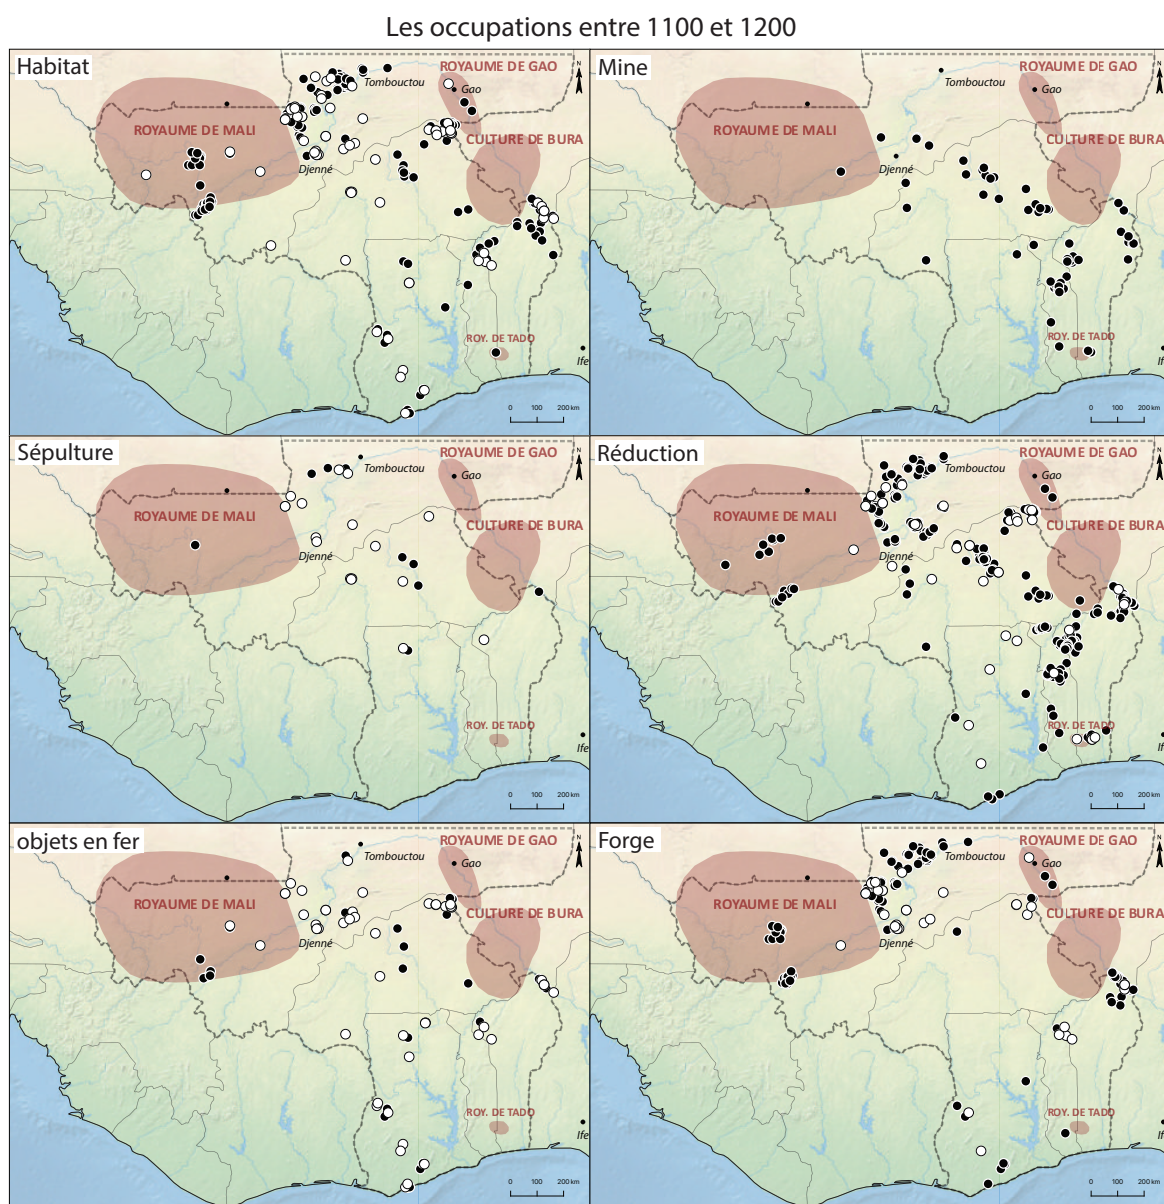 Les occupations entre 1100 et 1200
Habitat
ROYAUME DE GAO
N
Tombouctou
Gao
ROYAUME DE MALI
CULTURE DE BURA
Djenné
ROY. DE TADO
Ife
0 100 200 km
Mine
ROYAUME DE GAO
N
Tombouctou
Gao
ROYAUME DE MALI
CULTURE DE BURA
Djenné
ROY. DE TADO
Ife
0 100 200 km
Sépulture
ROYAUME DE GAO
N
Tombouctou
Gao
ROYAUME DE MALI
CULTURE DE BURA
Djenné
ROY. DE TADO
Ife
0 100 200 km
Réduction
ROYAUME DE GAO
N
Tombouctou
Gao
ROYAUME DE MALI
CULTURE DE BURA
Djenné
ROY. DE TADO
Ife
0 100 200 km
objets en fer
ROYAUME DE GAO
N
Tombouctou
Gao
ROYAUME DE MALI
CULTURE DE BURA
Djenné
ROY. DE TADO
Ife
0 100 200 km
Forge
ROYAUME DE GAO
N
Tombouctou
Gao
ROYAUME DE MALI
CULTURE DE BURA
Djenné
ROY. DE TADO
Ife
0 100 200 km